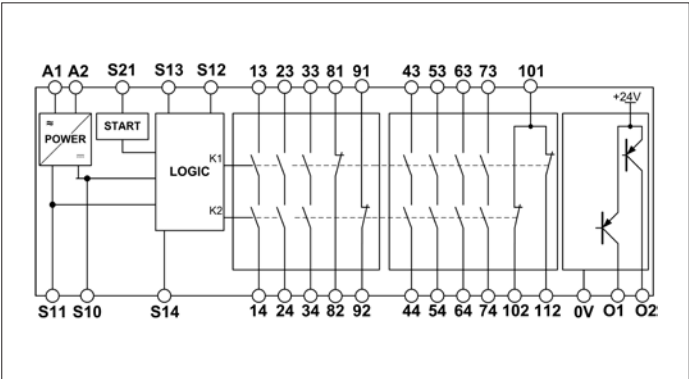 A1 A2 S21 S13 S12 13 23 33 81 91 43 53 63 73 101
+24V
≂ POWER ⎓
START
LOGIC
K1
K2
S11 S10 S14 14 24 34 82 92 44 54 64 74 102 112 0V O1 O2